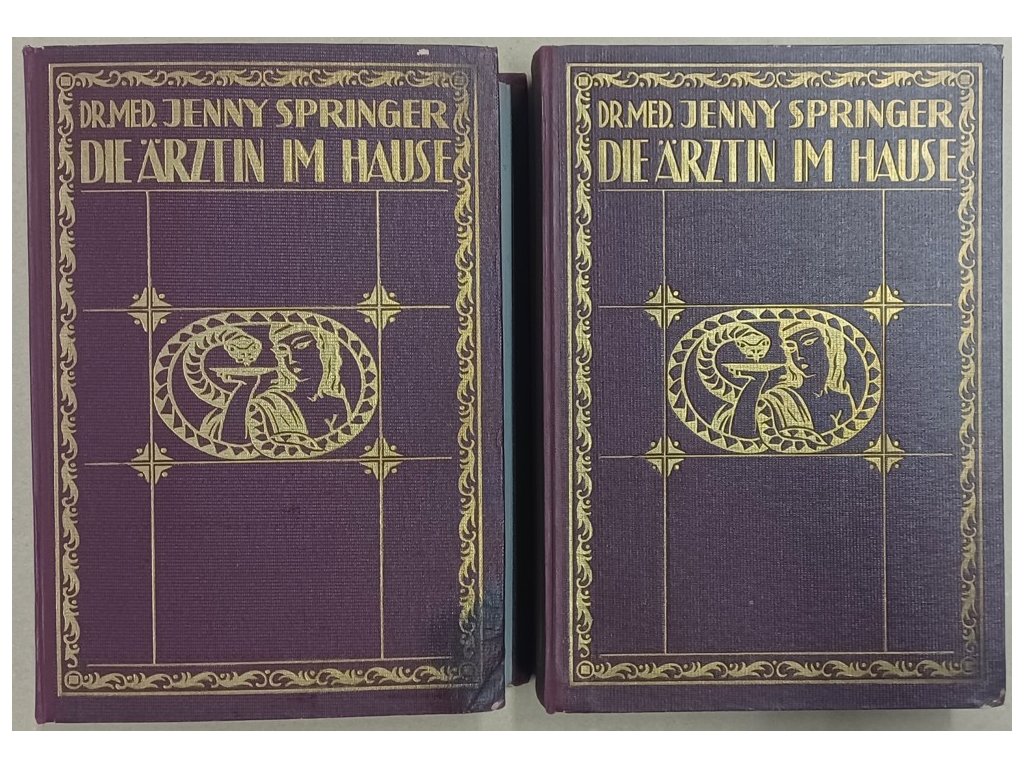 DR.MED. JENNY SPRINGER
DIE ÄRZTIN IM HAUSE
DR.MED. JENNY SPRINGER
DIE ÄRZTIN IM HAUSE